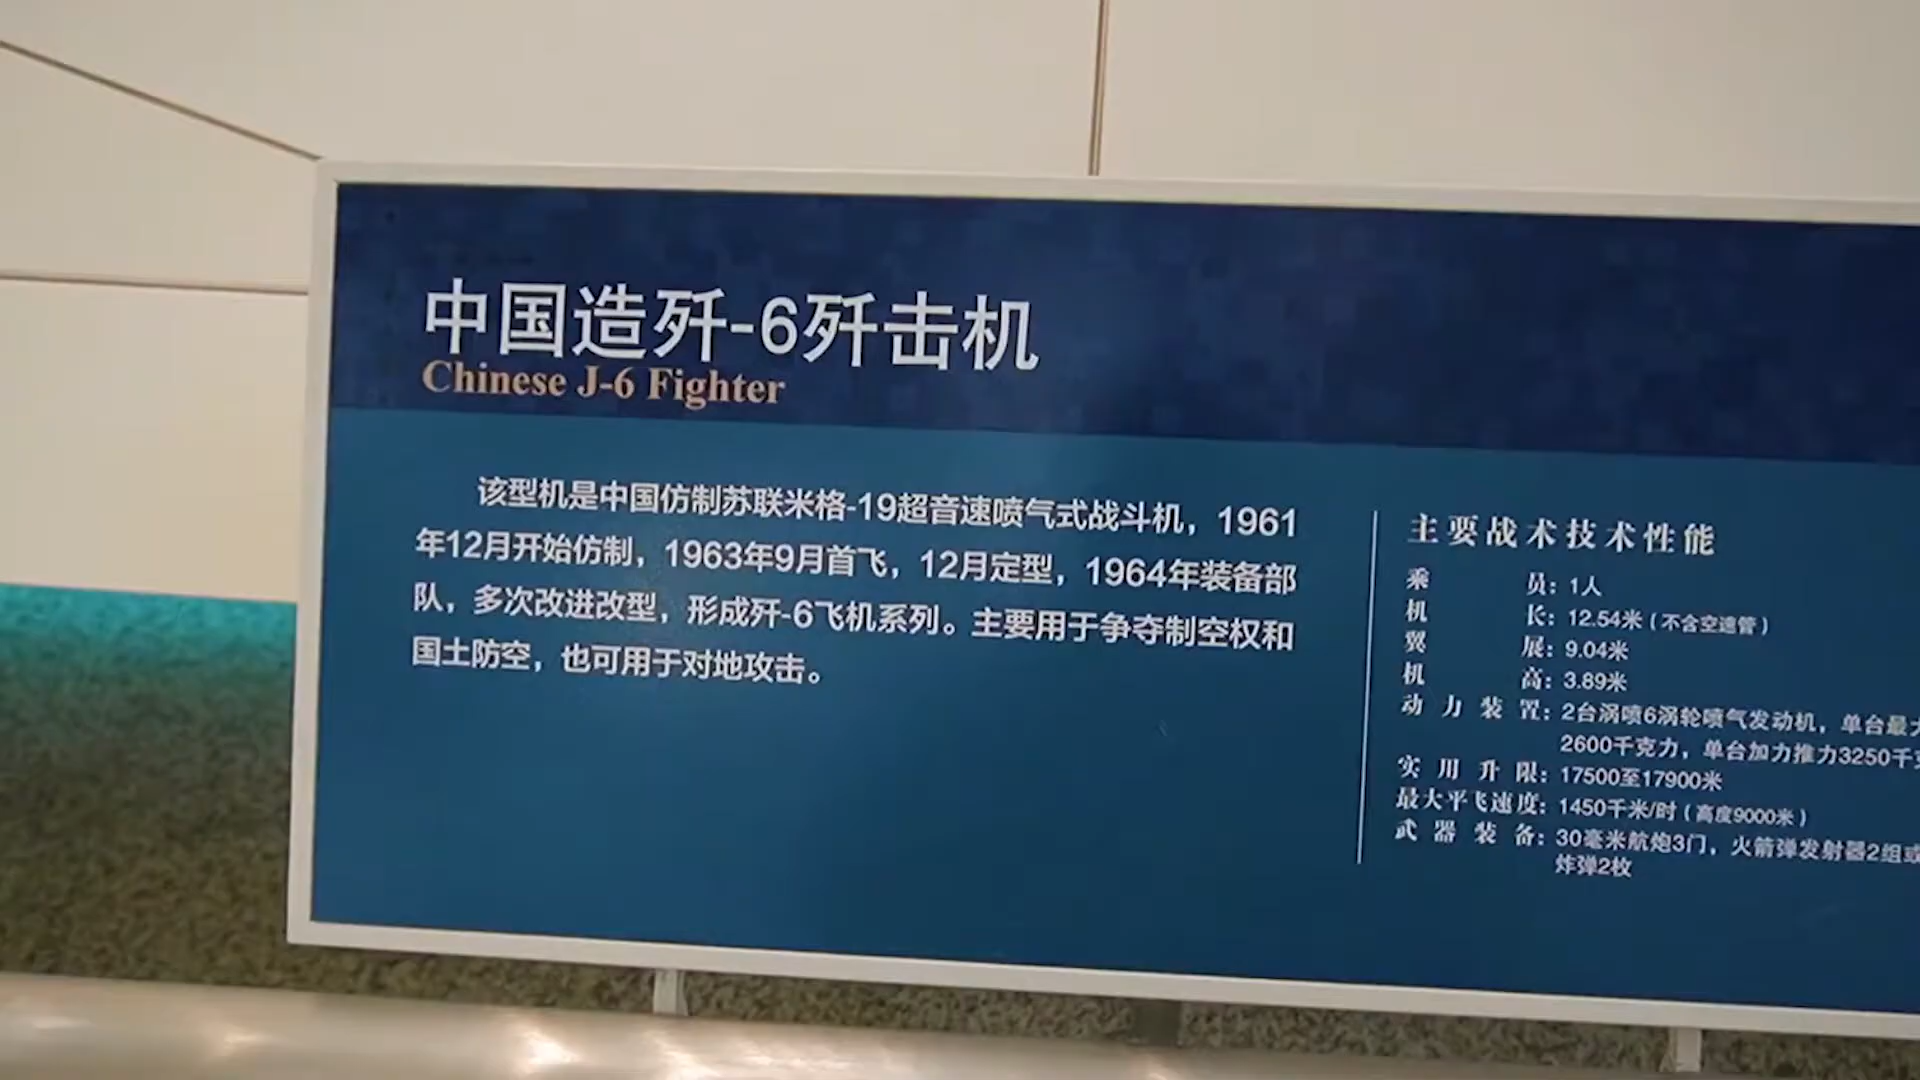 中国造歼-6歼击机
Chinese J-6 Fighter
该型机是中国仿制苏联米格-19超音速喷气式战斗机，1961
年12月开始仿制，1963年9月首飞，12月定型，1964年装备部
队，多次改进改型，形成歼-6飞机系列。主要用于争夺制空权和
国土防空，也可用于对地攻击。
主要战术技术性能
乘员：1人
机长：12.54米（不含空速管）
翼展：9.04米
机高：3.89米
动力装置：2台涡喷6涡轮喷气发动机，单台最大
2600千克力，单台加力推力3250千克
实用升限：17500至17900米
最大平飞速度：1450千米/时（高度9000米）
武器装备：30毫米航炮3门，火箭弹发射器2组或
炸弹2枚